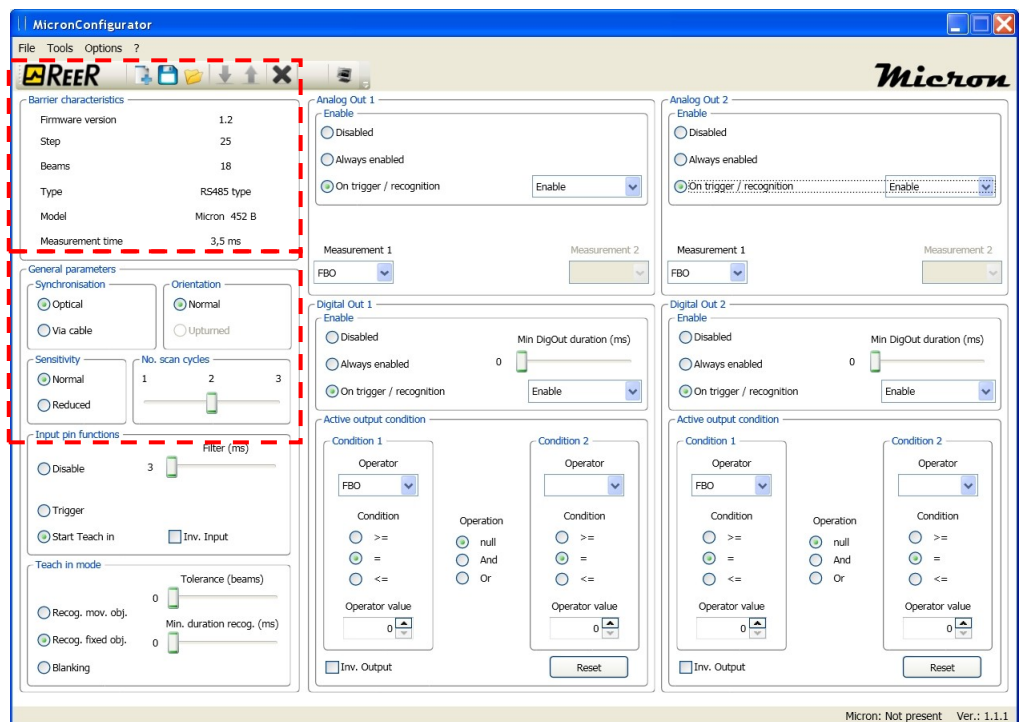 MicronConfigurator
File Tools Options ?
REER
Micron
Barrier characteristics
Firmware version 1.2
Step 25
Beams 18
Type RS485 type
Model Micron 452 B
Measurement time 3,5 ms
General parameters
Synchronisation
Optical
Via cable
Orientation
Normal
Upturned
Sensitivity
Normal
Reduced
No. scan cycles
1 2 3
Input pin functions
Filter (ms)
Disable 3
Trigger
Start Teach in Inv. Input
Teach in mode
Tolerance (beams)
0
Recog. mov. obj.
Min. duration recog. (ms)
Recog. fixed obj. 0
Blanking
Analog Out 1
Enable
Disabled
Always enabled
On trigger / recognition Enable
Measurement 1 Measurement 2
FBO
Analog Out 2
Enable
Disabled
Always enabled
On trigger / recognition Enable
Measurement 1 Measurement 2
FBO
Digital Out 1
Enable
Disabled Min DigOut duration (ms)
Always enabled 0
On trigger / recognition Enable
Active output condition
Condition 1
Operator
FBO
Condition
>=
=
<=
Operator value
0
Operation
null
And
Or
Condition 2
Operator
Condition
>=
=
<=
Operator value
0
Inv. Output Reset
Digital Out 2
Enable
Disabled Min DigOut duration (ms)
Always enabled 0
On trigger / recognition Enable
Active output condition
Condition 1
Operator
FBO
Condition
>=
=
<=
Operator value
0
Operation
null
And
Or
Condition 2
Operator
Condition
>=
=
<=
Operator value
0
Inv. Output Reset
Micron: Not present Ver.: 1.1.1